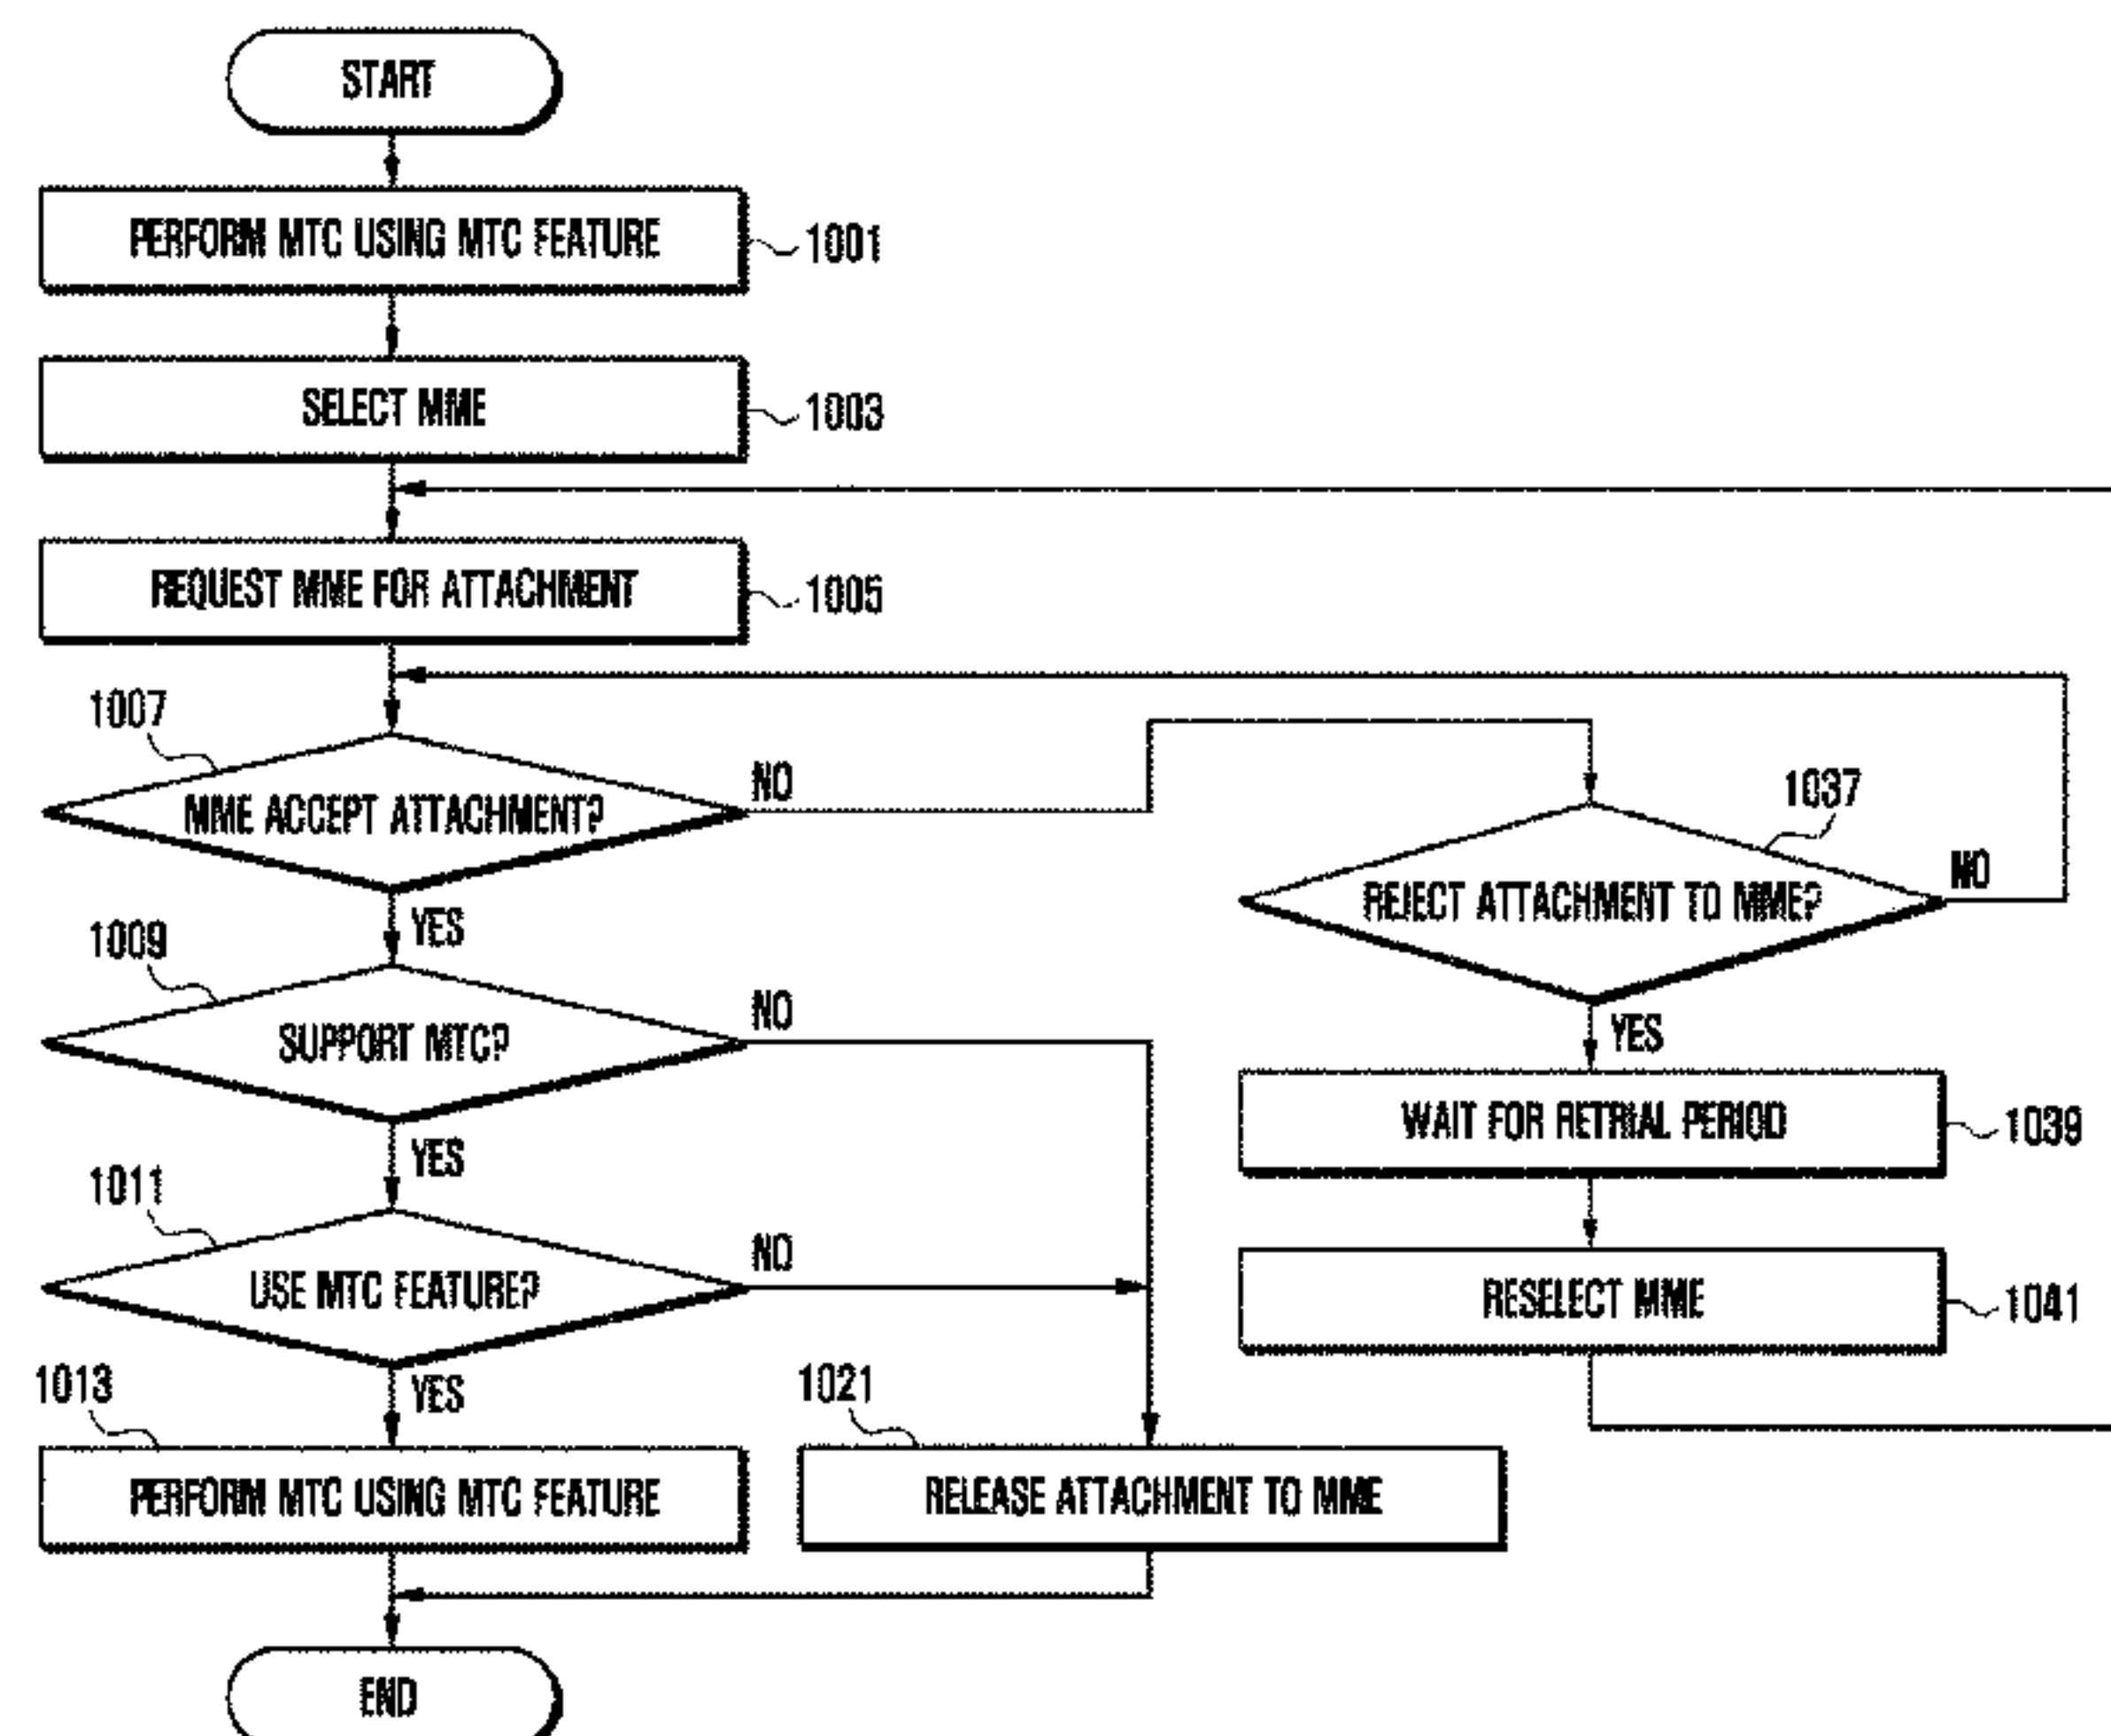 START
PERFORM MTC USING MTC FEATURE
1001
SELECT MME
1003
REQUEST MME FOR ATTACHMENT
1005
1007
MME ACCEPT ATTACHMENT?
NO
YES
1037
REJECT ATTACHMENT TO MME?
NO
YES
1009
SUPPORT MTC?
NO
YES
WAIT FOR RETRIAL PERIOD
1039
1011
USE MTC FEATURE?
NO
YES
RESELECT MME
1041
1013
PERFORM MTC USING MTC FEATURE
1021
RELEASE ATTACHMENT TO MME
END